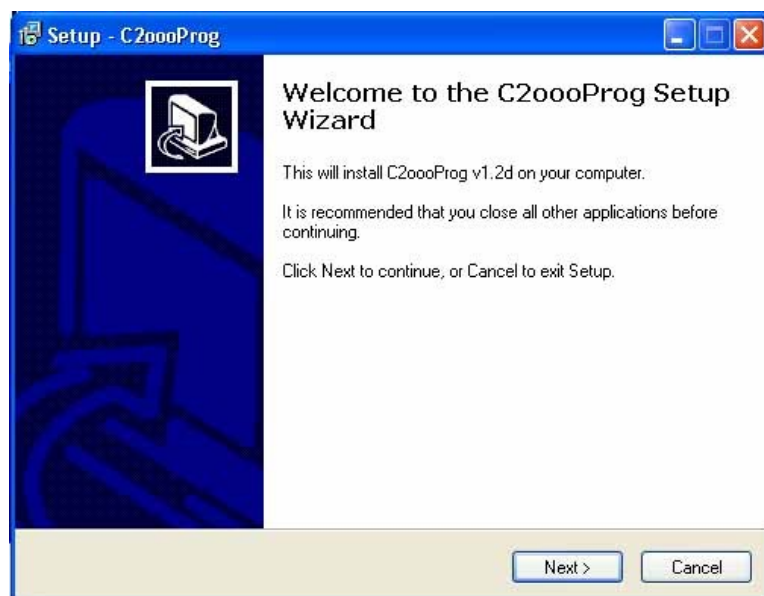 Setup - C2oooProg
Welcome to the C2oooProg Setup
Wizard
This will install C2oooProg v1.2d on your computer.
It is recommended that you close all other applications before
continuing.
Click Next to continue, or Cancel to exit Setup.
Next >
Cancel